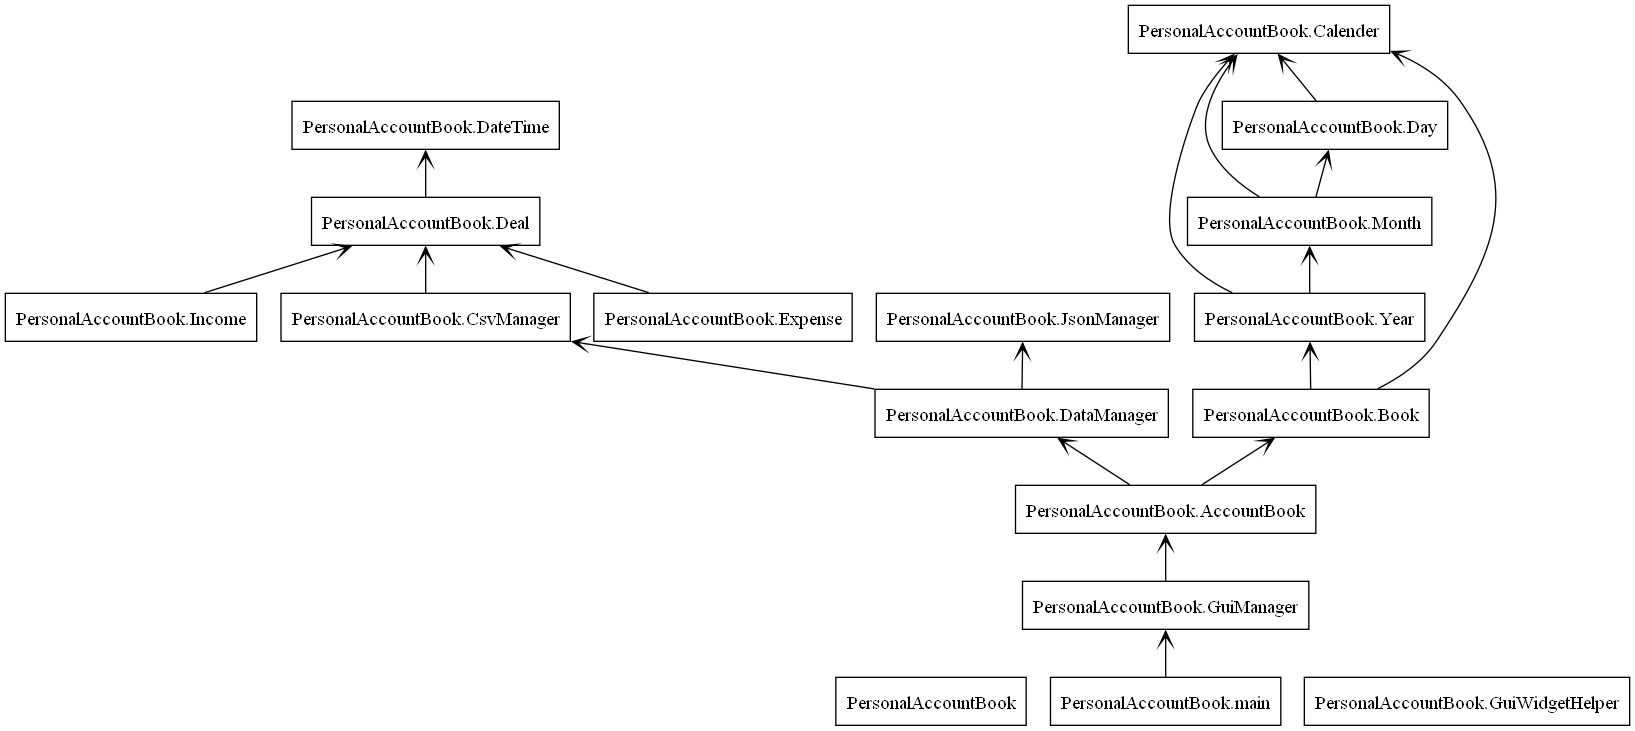 PersonalAccountBook.Calender
PersonalAccountBook.DateTime
PersonalAccountBook.Day
PersonalAccountBook.Deal
PersonalAccountBook.Month
PersonalAccountBook.Income
PersonalAccountBook.CsvManager
PersonalAccountBook.Expense
PersonalAccountBook.JsonManager
PersonalAccountBook.Year
PersonalAccountBook.DataManager
PersonalAccountBook.Book
PersonalAccountBook.AccountBook
PersonalAccountBook.GuiManager
PersonalAccountBook
PersonalAccountBook.main
PersonalAccountBook.GuiWidgetHelper